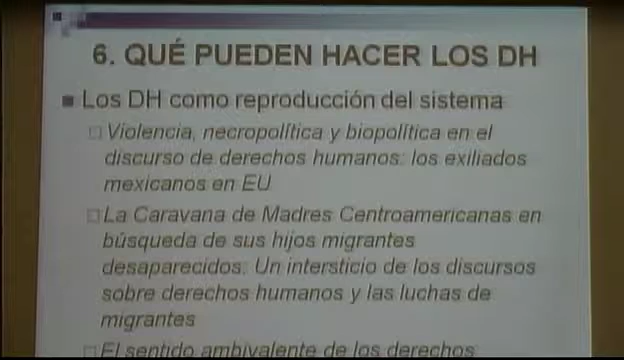 6. QUÉ PUEDEN HACER LOS DH
Los DH como reproducción del sistema
Violencia, necropolítica y biopolítica en el
discurso de derechos humanos: los exiliados
mexicanos en EU
La Caravana de Madres Centroamericanas en
búsqueda de sus hijos migrantes
desaparecidos: Un intersticio de los discursos
sobre derechos humanos y las luchas de
migrantes
El sentido ambivalente de los derechos